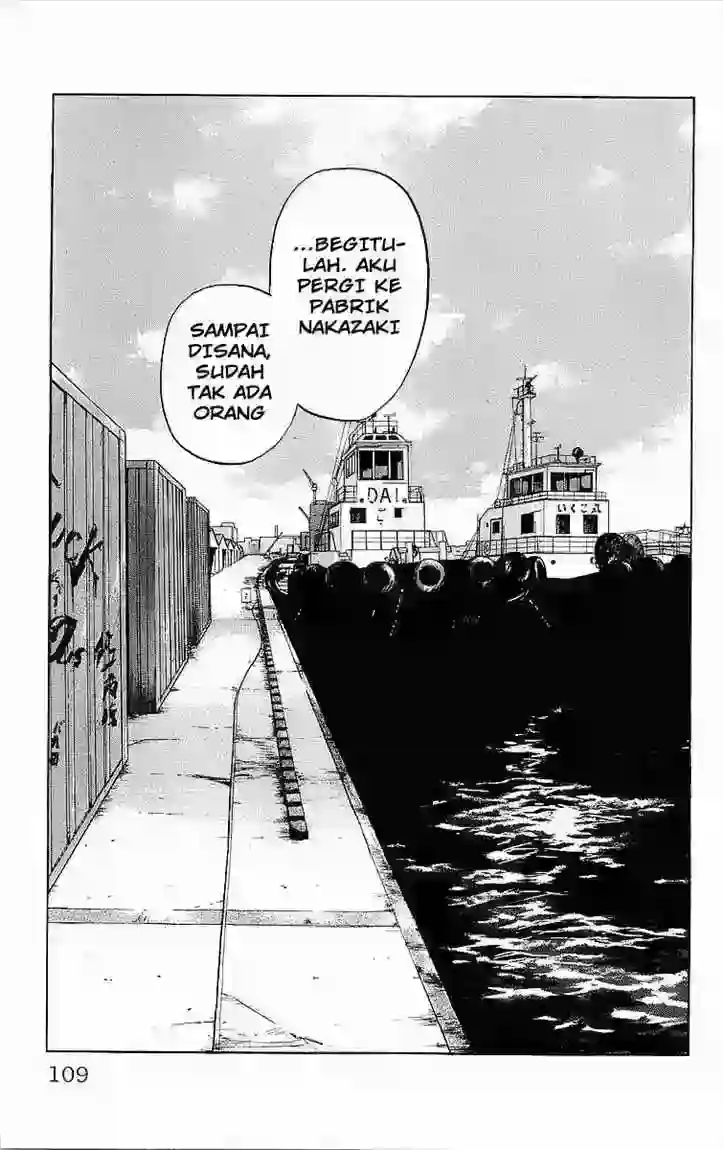 ...BEGITU-
LAH. AKU
PERGI KE
PABRIK
NAKAZAKI
SAMPAI
DISANA,
SUDAH
TAK ADA
ORANG
.DAI.
109